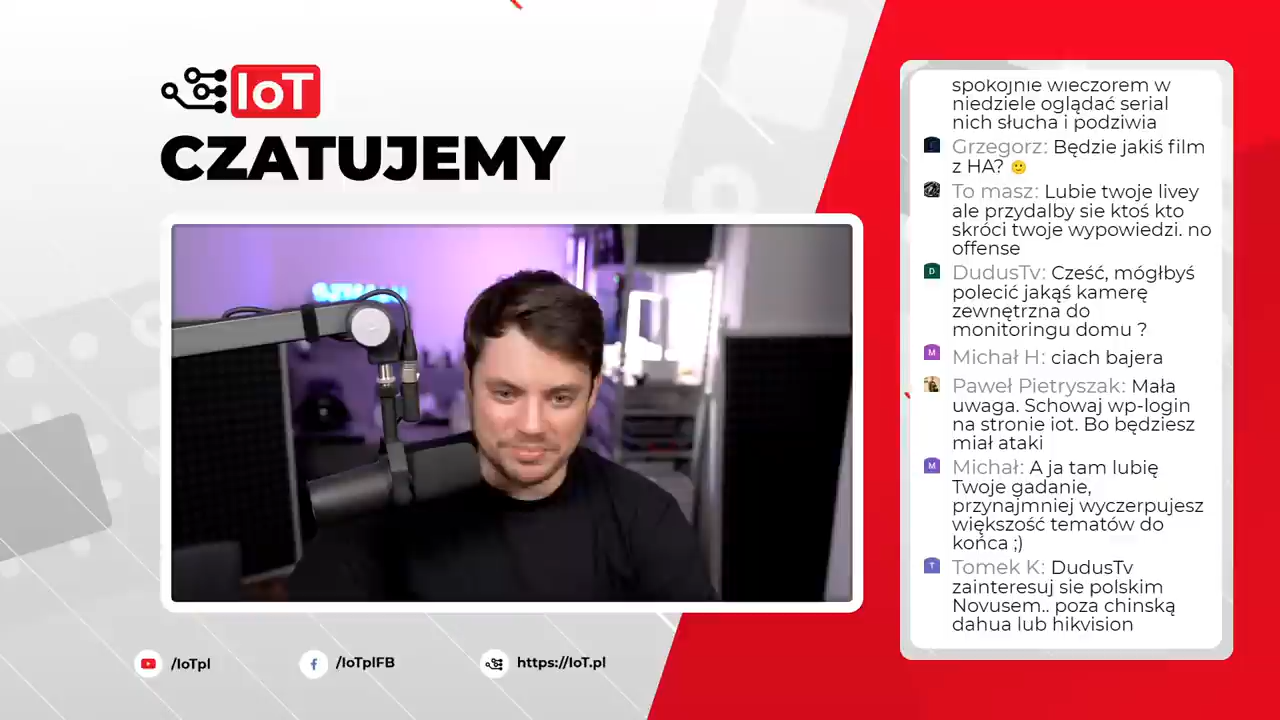 IoT
CZATUJEMY
spokojnie wieczorem w
niedziele oglądać serial
nich słucha i podziwia
Grzegorz: Będzie jakiś film
z HA? 🙂
To masz: Lubie twoje livey
ale przydalby sie ktoś kto
skróci twoje wypowiedzi. no
offense
D
DudusTv: Cześć, mógłbyś
polecić jakąś kamerę
zewnętrzna do
monitoringu domu ?
M
Michał H: ciach bajera
Paweł Pietryszak: Mała
uwaga. Schowaj wp-login
na stronie iot. Bo będziesz
miał ataki
M
Michał: A ja tam lubię
Twoje gadanie,
przynajmniej wyczerpujesz
większość tematów do
końca ;)
T
Tomek K: DudusTv
zainteresuj sie polskim
Novusem.. poza chinską
dahua lub hikvision
/IoTpl
/IoTplFB
https://IoT.pl